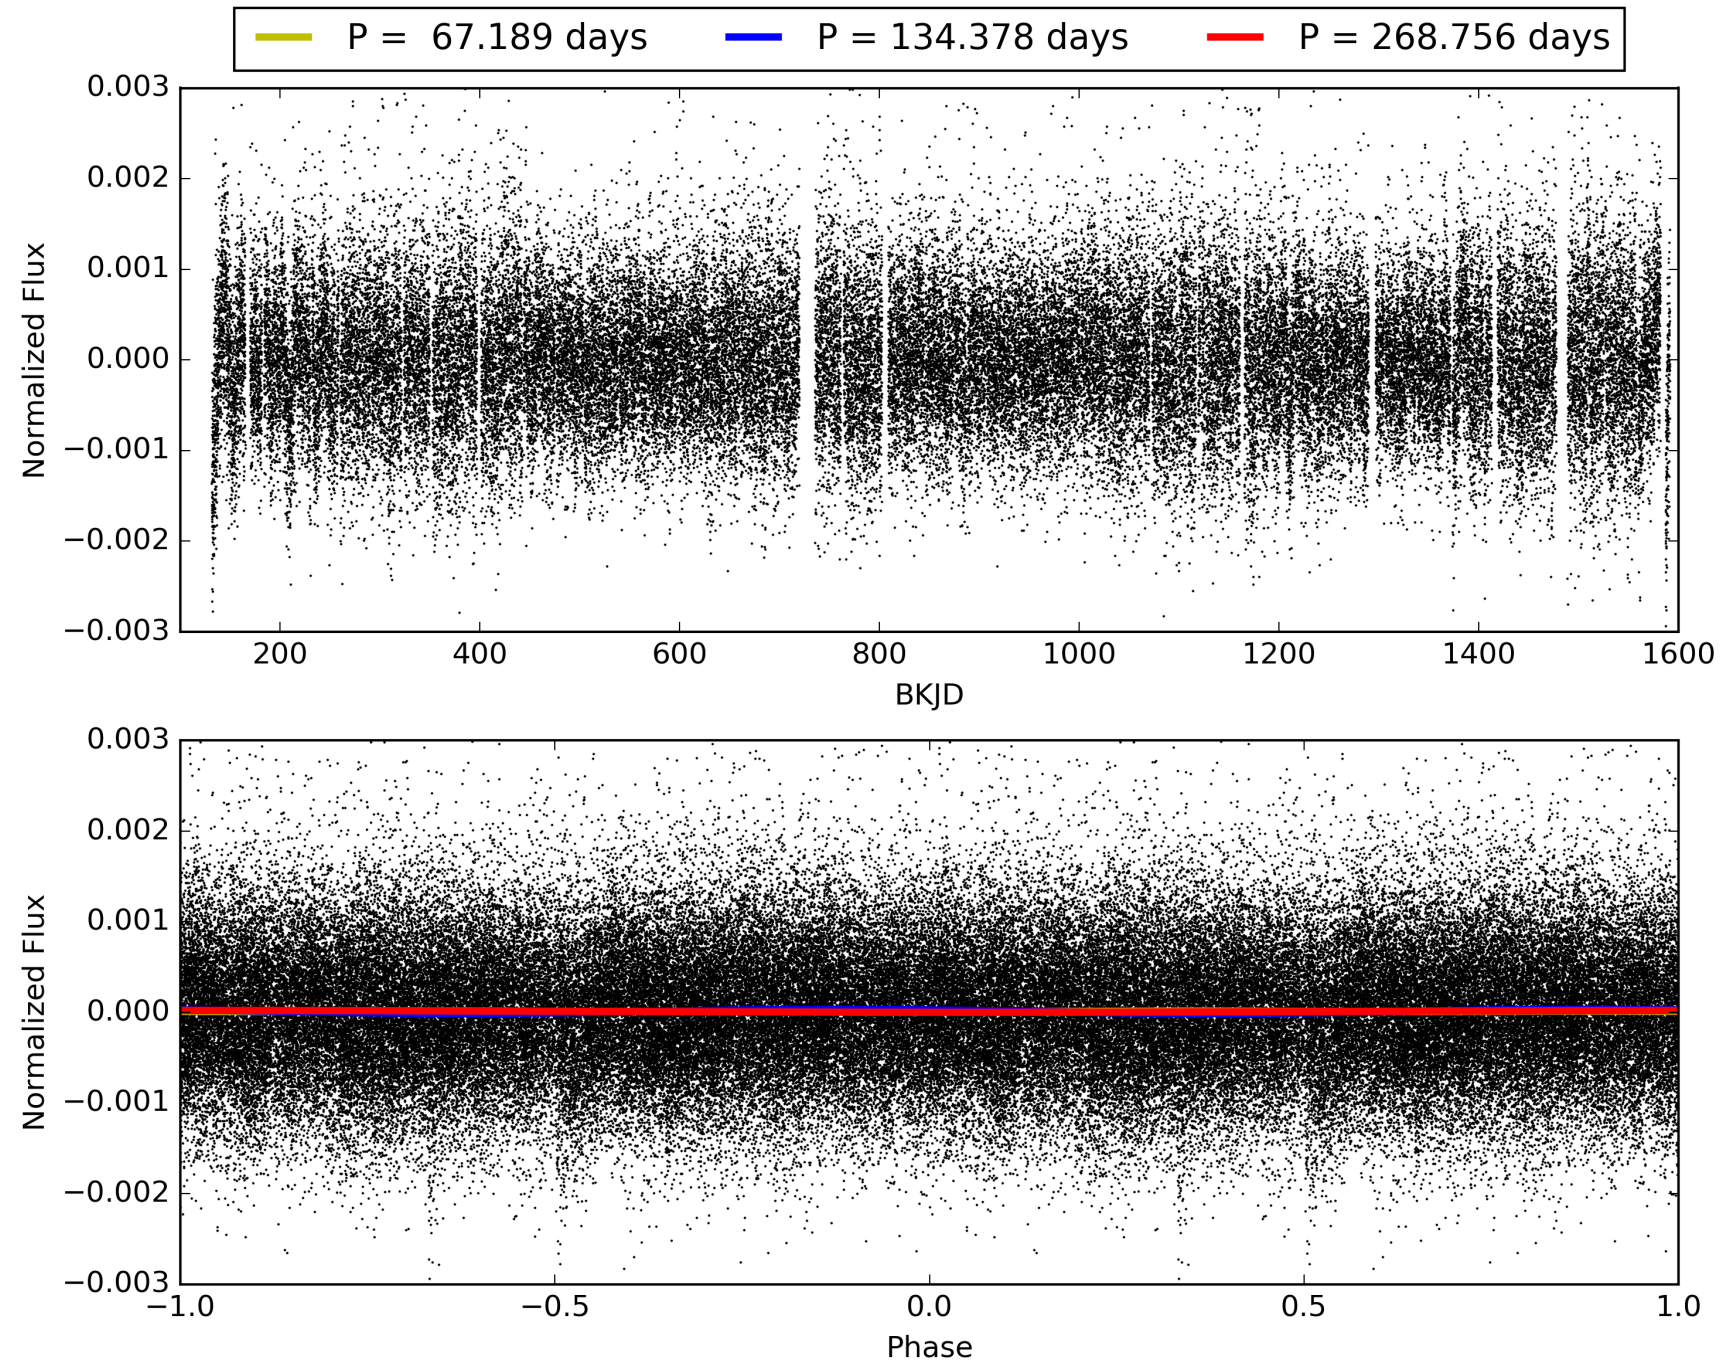 P = 67.189 days P = 134.378 days P = 268.756 days
0.003
0.002
0.001
0.000
−0.001
−0.002
−0.003
Normalized Flux
200 400 600 800 1000 1200 1400 1600
BKJD
0.003
0.002
0.001
0.000
−0.001
−0.002
−0.003
Normalized Flux
−1.0 −0.5 0.0 0.5 1.0
Phase